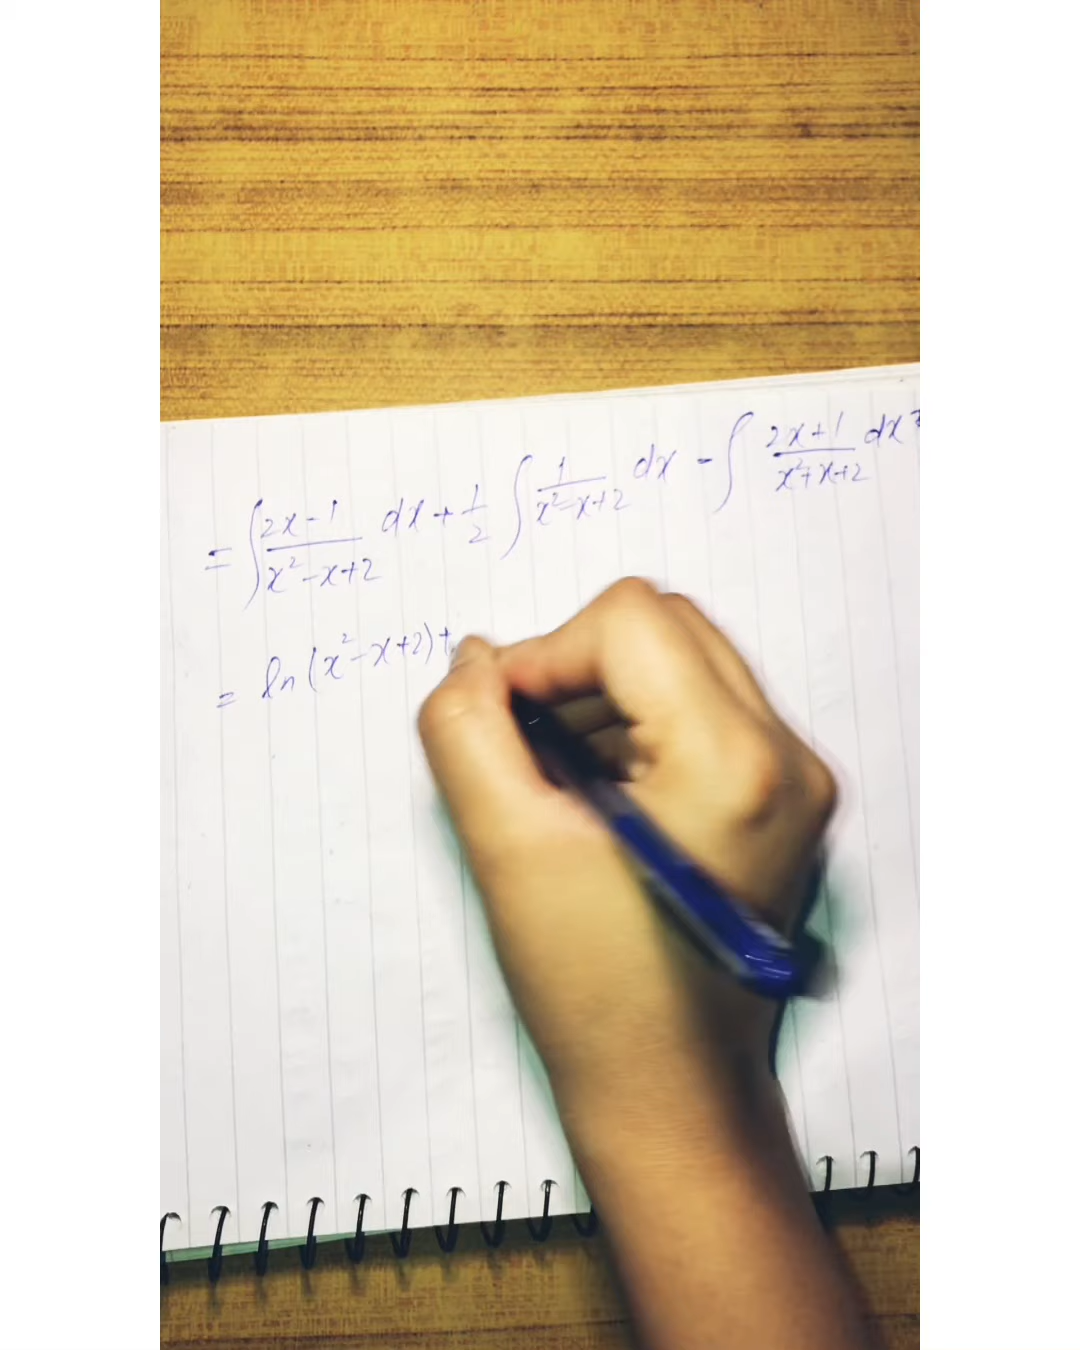 = ∫ (2x-1)/(x²-x+2) dx + 1/2 ∫ 1/(x²-x+2) dx - ∫ (2x+1)/(x²+x+2) dx
= ln(x²-x+2)+